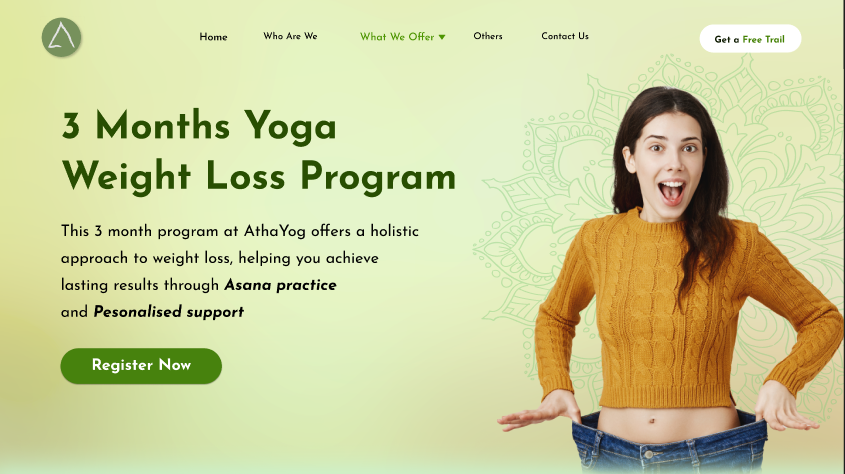 Home
Who Are We
What We Offer
Others
Contact Us
Get a Free Trail
3 Months Yoga
Weight Loss Program
This 3 month program at AthaYog offers a holistic
approach to weight loss, helping you achieve
lasting results through Asana practice
and Pesonalised support
Register Now